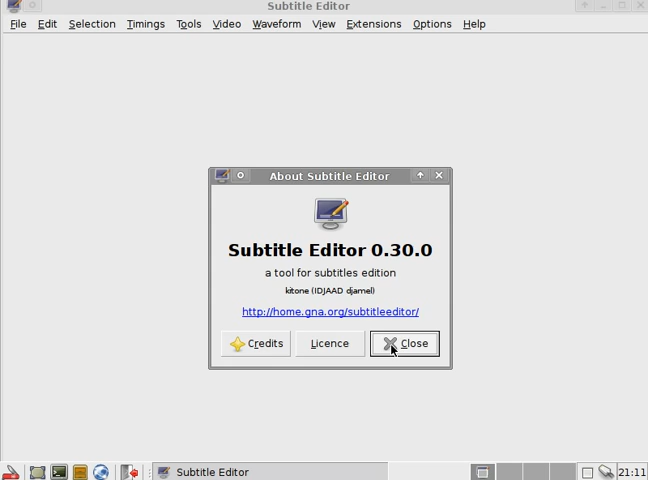 Subtitle Editor
File Edit Selection Timings Tools Video Waveform View Extensions Options Help
About Subtitle Editor
Subtitle Editor 0.30.0
a tool for subtitles edition
kitone (IDJAAD djamel)
http://home.gna.org/subtitleeditor/
Credits Licence Close
Subtitle Editor 21:11